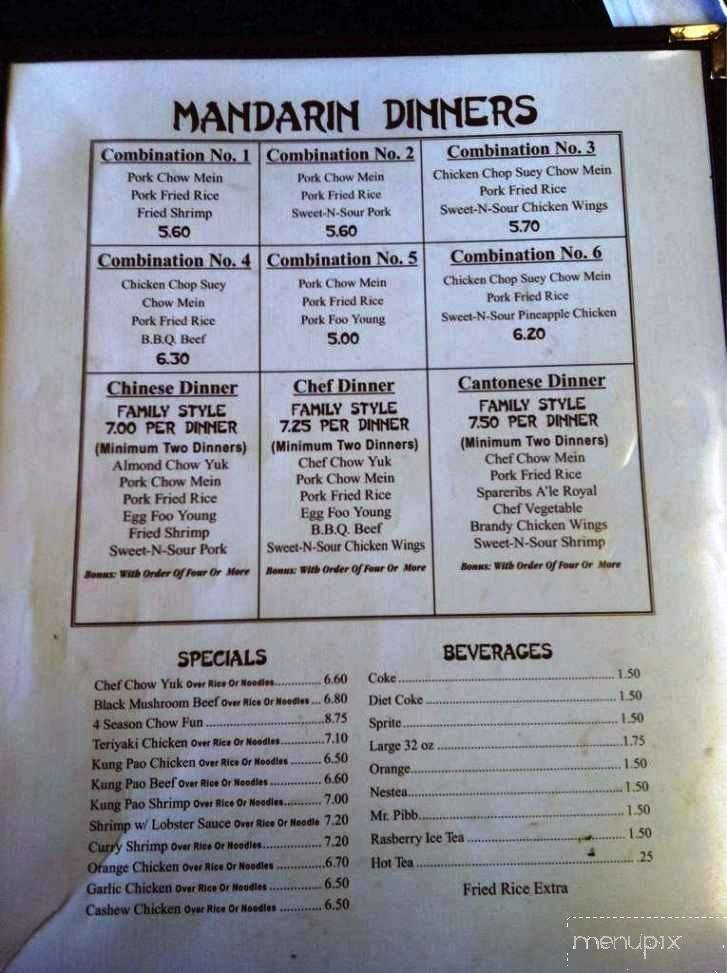 MANDARIN DINNERS
Combination No. 1
Pork Chow Mein
Pork Fried Rice
Fried Shrimp
5.60
Combination No. 2
Pork Chow Mein
Pork Fried Rice
Sweet-N-Sour Pork
5.60
Combination No. 3
Chicken Chop Suey Chow Mein
Pork Fried Rice
Sweet-N-Sour Chicken Wings
5.70
Combination No. 4
Chicken Chop Suey
Chow Mein
Pork Fried Rice
B.B.Q. Beef
6.30
Combination No. 5
Pork Chow Mein
Pork Fried Rice
Pork Foo Young
5.00
Combination No. 6
Chicken Chop Suey Chow Mein
Pork Fried Rice
Sweet-N-Sour Pineapple Chicken
6.20
Chinese Dinner
FAMILY STYLE
7.00 PER DINNER
(Minimum Two Dinners)
Almond Chow Yuk
Pork Chow Mein
Pork Fried Rice
Egg Foo Young
Fried Shrimp
Sweet-N-Sour Pork
Bonus: With Order Of Four Or More
Chef Dinner
FAMILY STYLE
7.25 PER DINNER
(Minimum Two Dinners)
Chef Chow Yuk
Pork Chow Mein
Pork Fried Rice
Egg Foo Young
B.B.Q. Beef
Sweet-N-Sour Chicken Wings
Bonus: With Order Of Four Or More
Cantonese Dinner
FAMILY STYLE
7.50 PER DINNER
(Minimum Two Dinners)
Chef Chow Mein
Pork Fried Rice
Spareribs A'le Royal
Chef Vegetable
Brandy Chicken Wings
Sweet-N-Sour Shrimp
Bonus: With Order Of Four Or More
SPECIALS
Chef Chow Yuk Over Rice Or Noodles.............. 6.60
Black Mushroom Beef Over Rice Or Noodles ... 6.80
4 Season Chow Fun ...................................8.75
Teriyaki Chicken Over Rice Or Noodles.............7.10
Kung Pao Chicken Over Rice Or Noodles ......... 6.50
Kung Pao Beef Over Rice Or Noodles ............... 6.60
Kung Pao Shrimp Over Rice Or Noodles........... 7.00
Shrimp w/ Lobster Sauce Over Rice Or Noodle 7.20
Curry Shrimp Over Rice Or Noodles.................. 7.20
Orange Chicken Over Rice Or Noodles ..............6.70
Garlic Chicken Over Rice Or Noodles .............. 6.50
Cashew Chicken Over Rice Or Noodles ............ 6.50
BEVERAGES
Coke.............................................................. 1.50
Diet Coke ...................................................... 1.50
Sprite............................................................. 1.50
Large 32 oz ....................................................1.75
Orange........................................................... 1.50
Nestea............................................................1.50
Mr. Pibb......................................................... 1.50
Rasberry Ice Tea ............................................ 1.50
Hot Tea ......................................................... .25
Fried Rice Extra
menupix